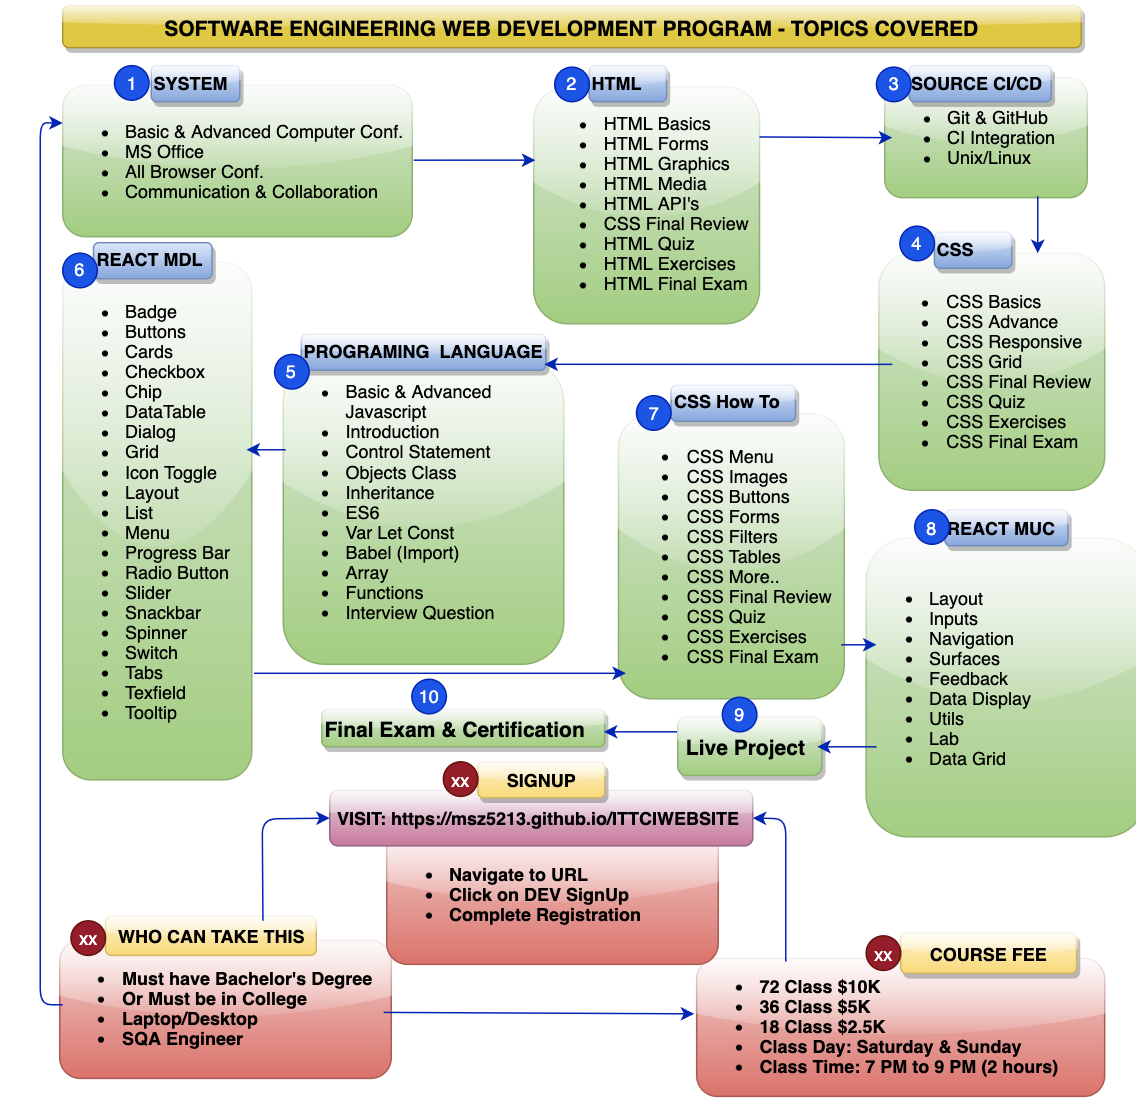 SOFTWARE ENGINEERING WEB DEVELOPMENT PROGRAM - TOPICS COVERED
1 SYSTEM
Basic & Advanced Computer Conf.
MS Office
All Browser Conf.
Communication & Collaboration
2 HTML
HTML Basics
HTML Forms
HTML Graphics
HTML Media
HTML API's
CSS Final Review
HTML Quiz
HTML Exercises
HTML Final Exam
3 SOURCE CI/CD
Git & GitHub
CI Integration
Unix/Linux
4 CSS
CSS Basics
CSS Advance
CSS Responsive
CSS Grid
CSS Final Review
CSS Quiz
CSS Exercises
CSS Final Exam
5 PROGRAMING LANGUAGE
Basic & Advanced
Javascript
Introduction
Control Statement
Objects Class
Inheritance
ES6
Var Let Const
Babel (Import)
Array
Functions
Interview Question
6 REACT MDL
Badge
Buttons
Cards
Checkbox
Chip
DataTable
Dialog
Grid
Icon Toggle
Layout
List
Menu
Progress Bar
Radio Button
Slider
Snackbar
Spinner
Switch
Tabs
Texfield
Tooltip
7 CSS How To
CSS Menu
CSS Images
CSS Buttons
CSS Forms
CSS Filters
CSS Tables
CSS More..
CSS Final Review
CSS Quiz
CSS Exercises
CSS Final Exam
8 REACT MUC
Layout
Inputs
Navigation
Surfaces
Feedback
Data Display
Utils
Lab
Data Grid
9
Live Project
10
Final Exam & Certification
xx SIGNUP
VISIT: https://msz5213.github.io/ITTCIWEBSITE
Navigate to URL
Click on DEV SignUp
Complete Registration
xx WHO CAN TAKE THIS
Must have Bachelor's Degree
Or Must be in College
Laptop/Desktop
SQA Engineer
xx COURSE FEE
72 Class $10K
36 Class $5K
18 Class $2.5K
Class Day: Saturday & Sunday
Class Time: 7 PM to 9 PM (2 hours)